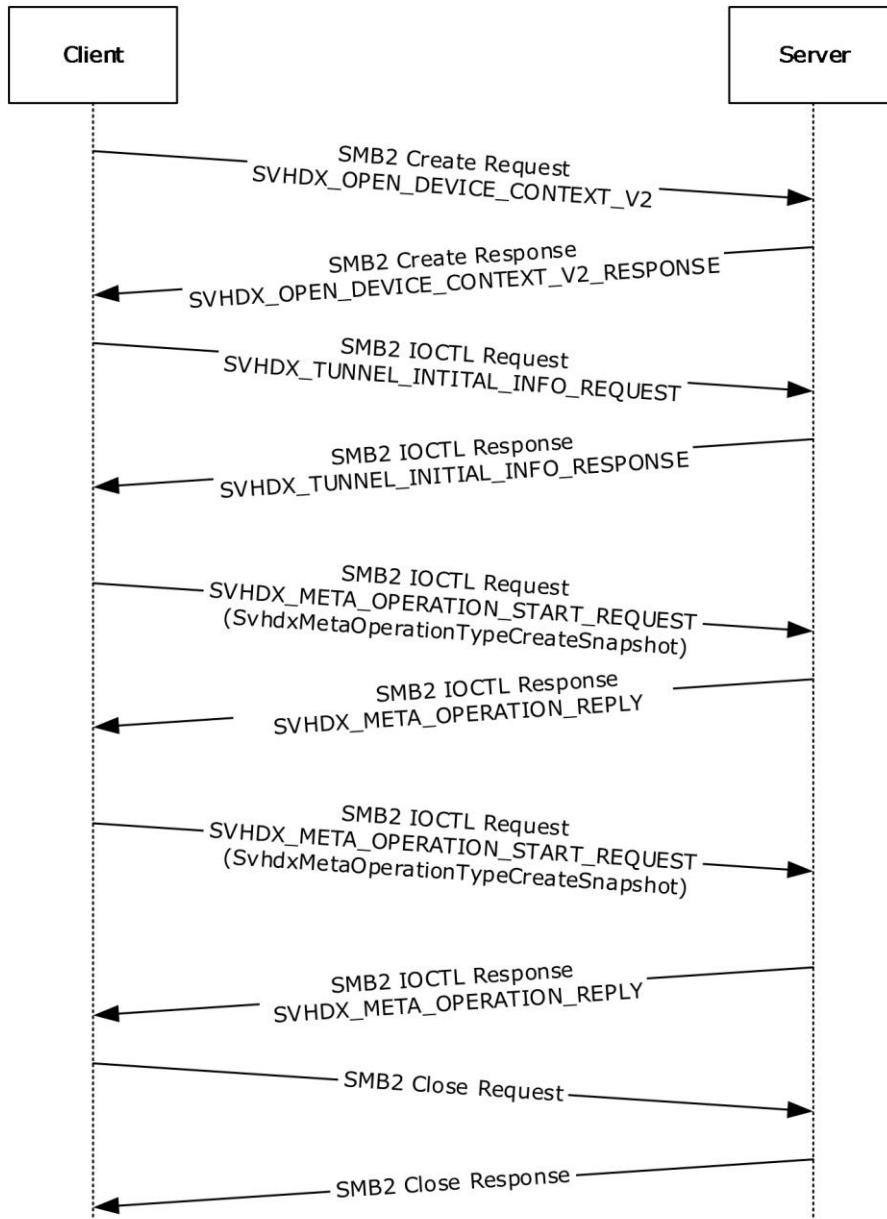 Client
Server
SMB2 Create Request
SVHDX_OPEN_DEVICE_CONTEXT_V2
SMB2 Create Response
SVHDX_OPEN_DEVICE_CONTEXT_V2_RESPONSE
SMB2 IOCTL Request
SVHDX_TUNNEL_INTITAL_INFO_REQUEST
SMB2 IOCTL Response
SVHDX_TUNNEL_INITIAL_INFO_RESPONSE
SMB2 IOCTL Request
SVHDX_META_OPERATION_START_REQUEST
(SvhdxMetaOperationTypeCreateSnapshot)
SMB2 IOCTL Response
SVHDX_META_OPERATION_REPLY
SMB2 IOCTL Request
SVHDX_META_OPERATION_START_REQUEST
(SvhdxMetaOperationTypeCreateSnapshot)
SMB2 IOCTL Response
SVHDX_META_OPERATION_REPLY
SMB2 Close Request
SMB2 Close Response